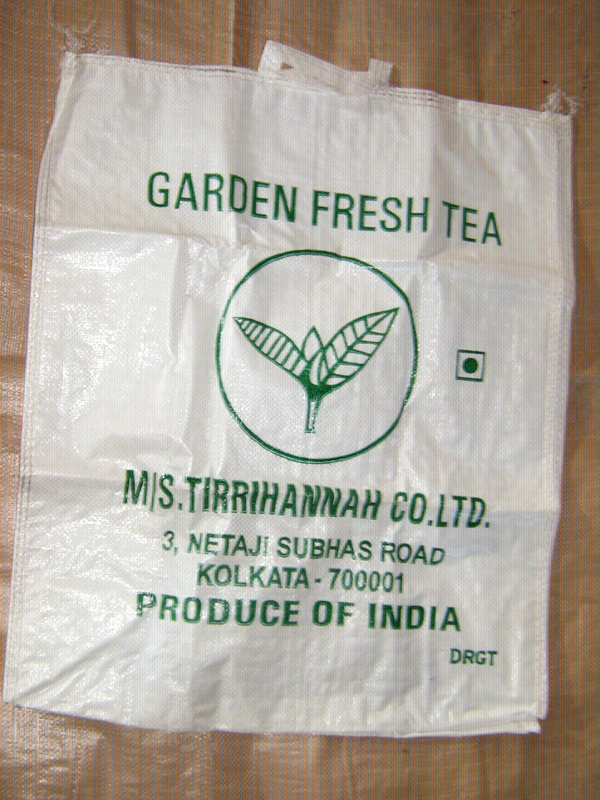 GARDEN FRESH TEA
M/S.TIRRIHANNAH CO.LTD.
3, NETAJI SUBHAS ROAD
KOLKATA - 700001
PRODUCE OF INDIA
DRGT